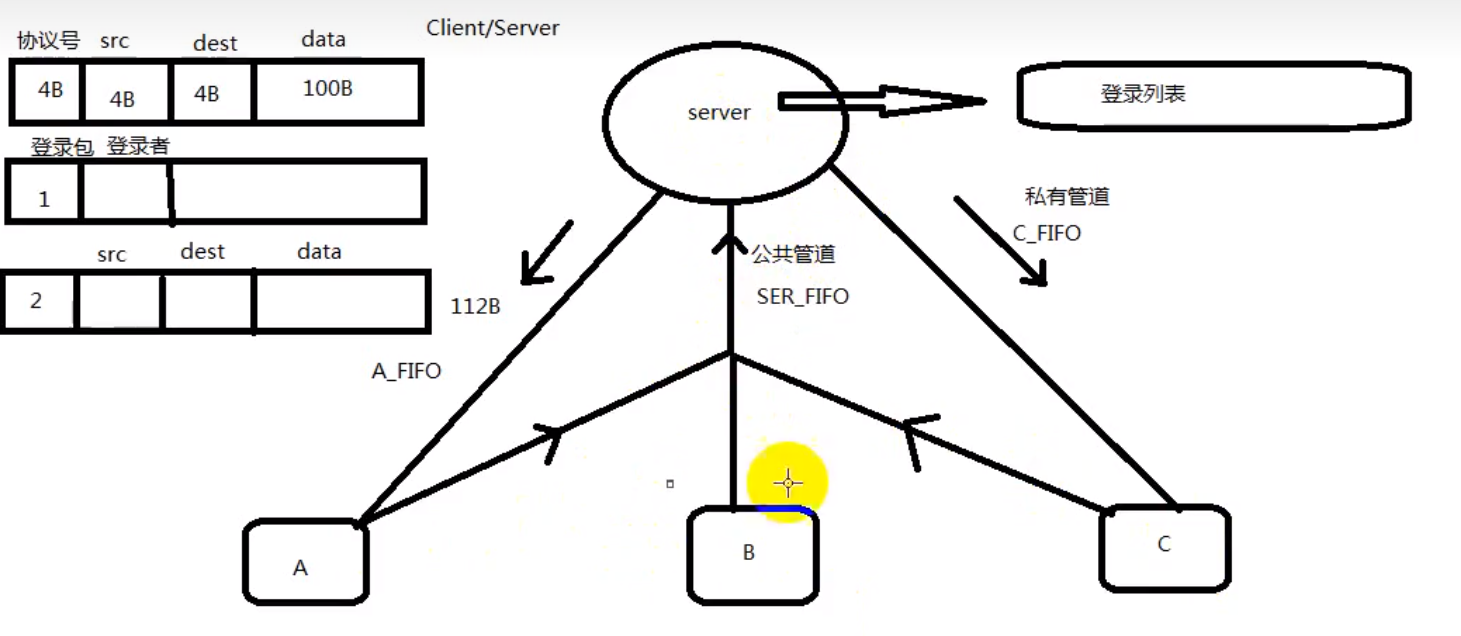 Client/Server
协议号 src dest data
4B 4B 4B 100B
登录包 登录者
1
src dest data
2
112B
server
登录列表
私有管道
C_FIFO
公共管道
SER_FIFO
A_FIFO
A
B
C